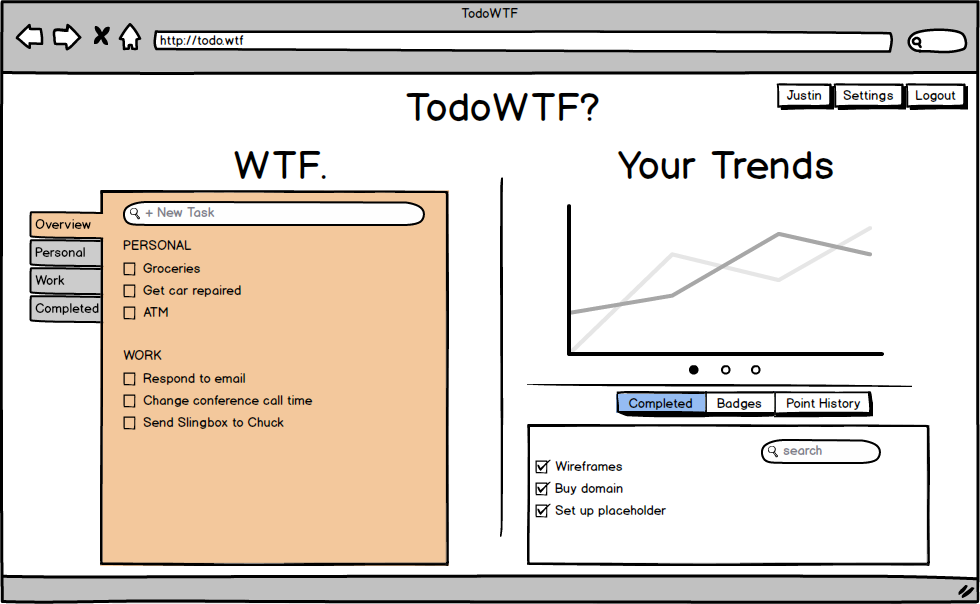 TodoWTF
http://todo.wtf
Justin Settings Logout
TodoWTF?
WTF.
+ New Task
Overview
Personal
Work
Completed
PERSONAL
Groceries
Get car repaired
ATM
WORK
Respond to email
Change conference call time
Send Slingbox to Chuck
Your Trends
Completed Badges Point History
search
Wireframes
Buy domain
Set up placeholder